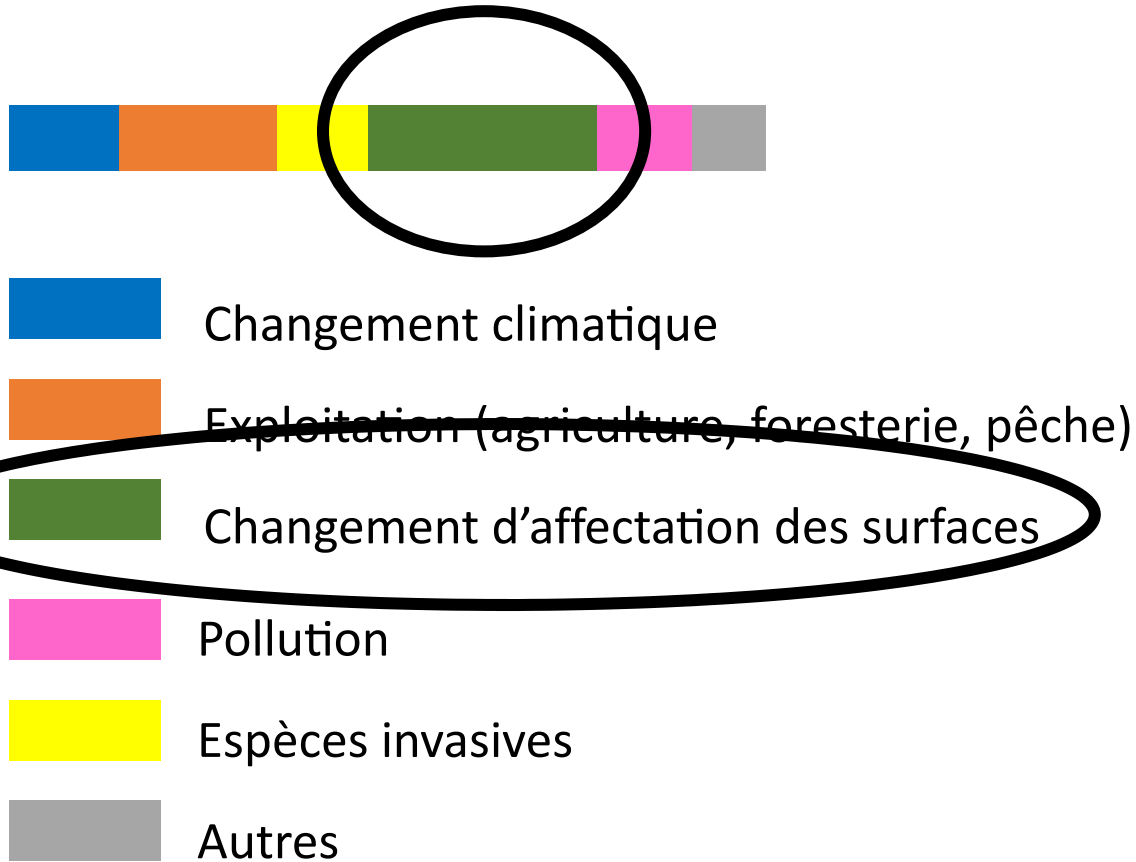 Changement climatique
Exploitation (agriculture, foresterie, pêche)
Changement d’affectation des surfaces
Pollution
Espèces invasives
Autres